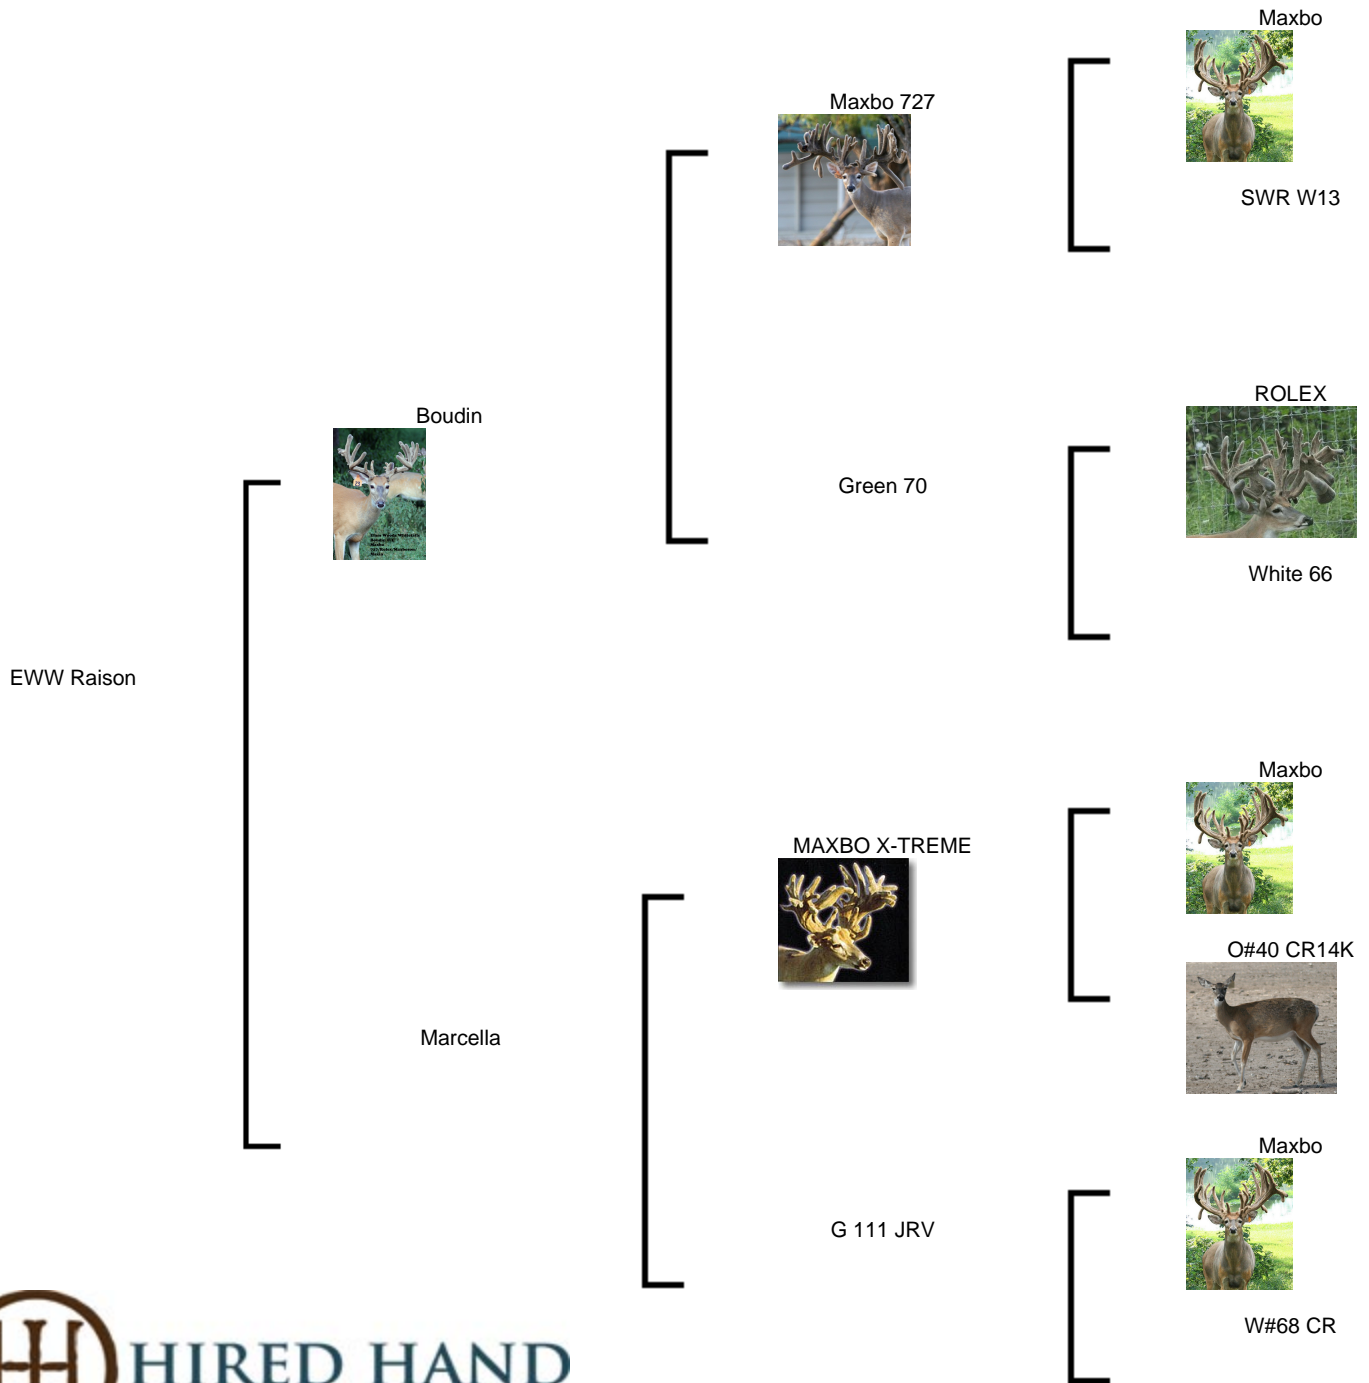 Maxbo
Maxbo 727
SWR W13
ROLEX
Boudin
Green 70
White 66
EWW Raison
Maxbo
MAXBO X-TREME
O#40 CR14K
Marcella
Maxbo
G 111 JRV
W#68 CR
HIRED HAND